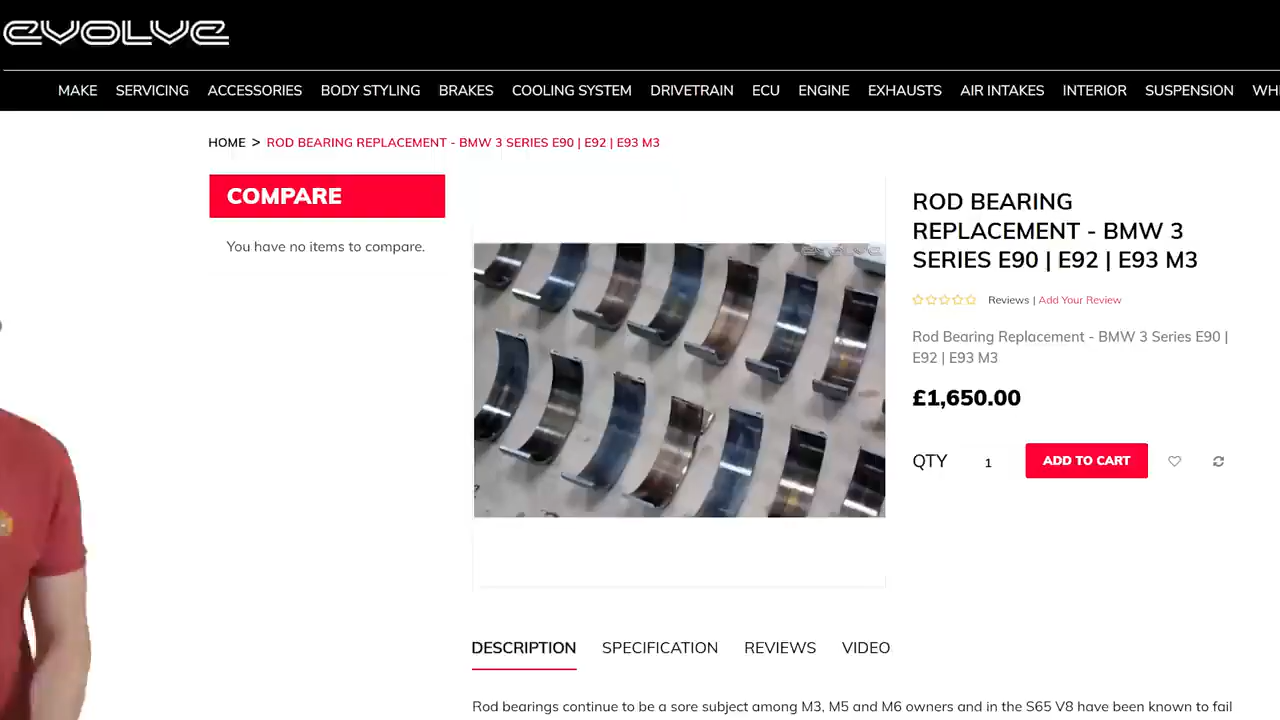 EVOLVE
MAKE SERVICING ACCESSORIES BODY STYLING BRAKES COOLING SYSTEM DRIVETRAIN ECU ENGINE EXHAUSTS AIR INTAKES INTERIOR SUSPENSION WH
HOME > ROD BEARING REPLACEMENT - BMW 3 SERIES E90 | E92 | E93 M3
COMPARE
You have no items to compare.
EVOLVE
ROD BEARING
REPLACEMENT - BMW 3
SERIES E90 | E92 | E93 M3
Reviews | Add Your Review
Rod Bearing Replacement - BMW 3 Series E90 |
E92 | E93 M3
£1,650.00
QTY 1 ADD TO CART
DESCRIPTION SPECIFICATION REVIEWS VIDEO
Rod bearings continue to be a sore subject among M3, M5 and M6 owners and in the S65 V8 have been known to fail